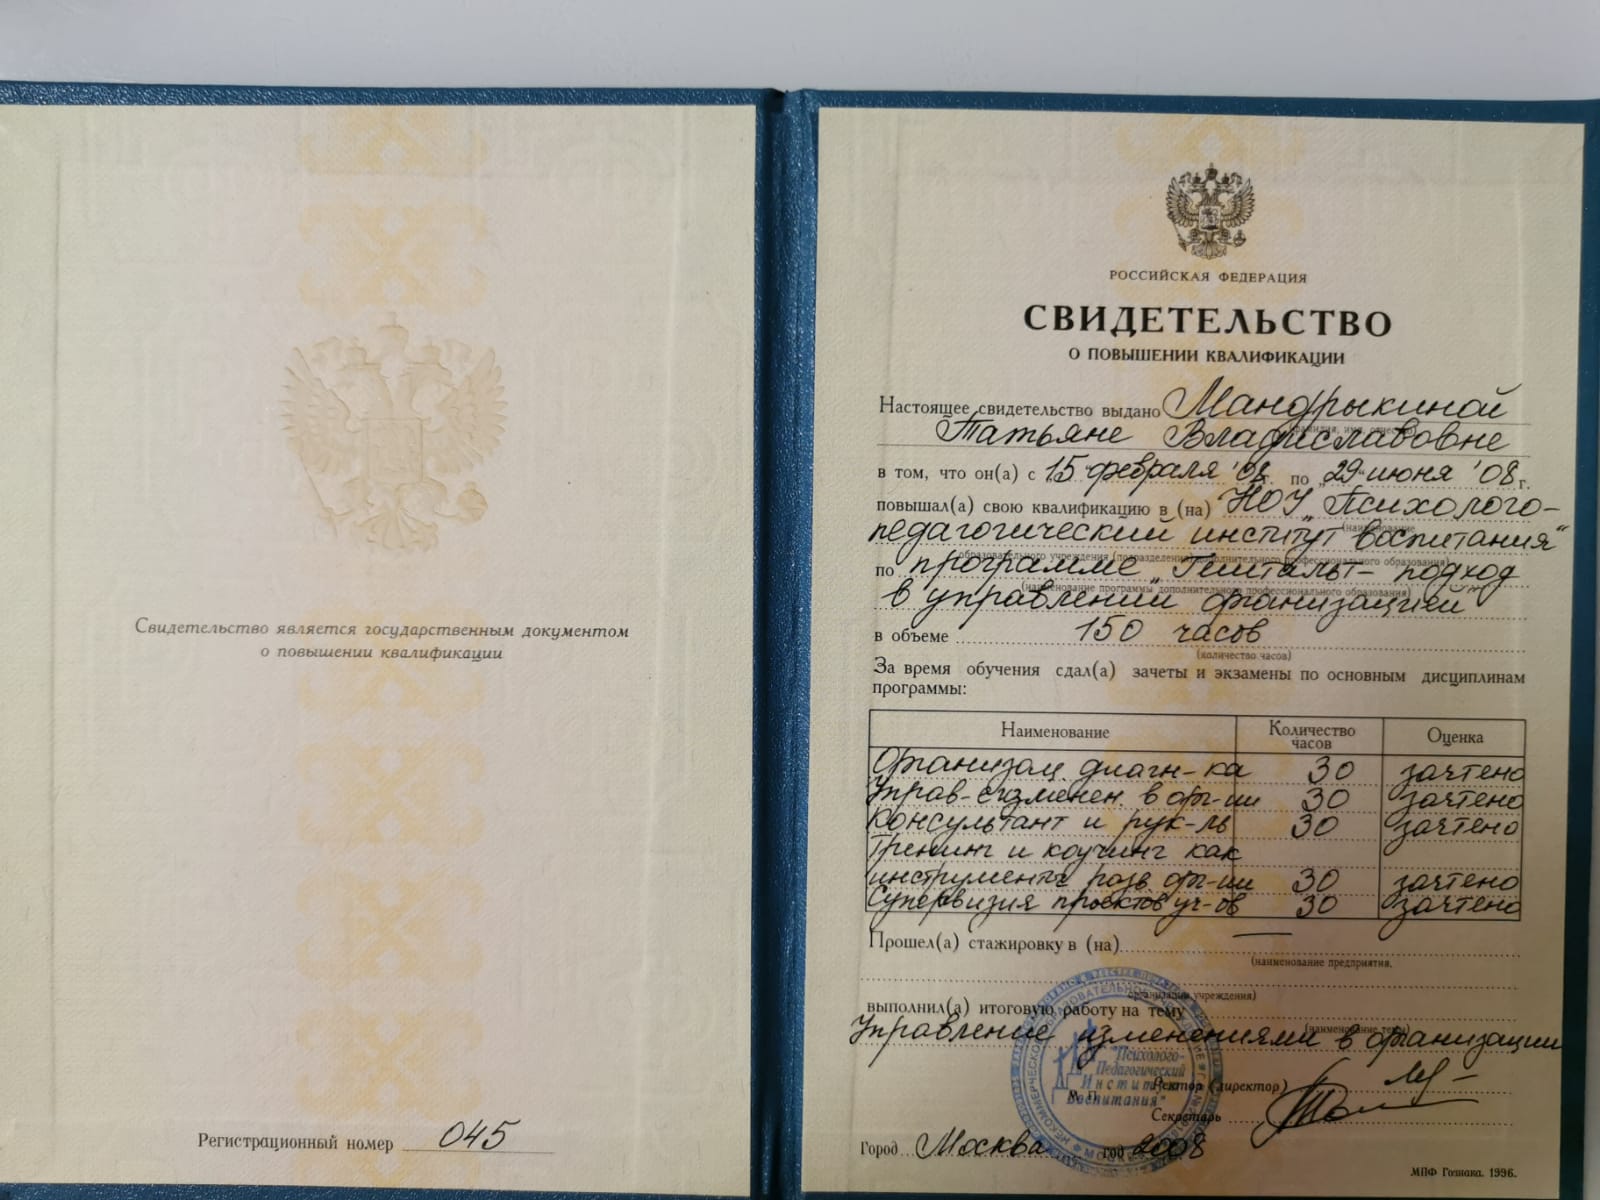 Свидетельство является государственным документом
о повышении квалификации
Регистрационный номер 045
РОССИЙСКАЯ ФЕДЕРАЦИЯ
СВИДЕТЕЛЬСТВО
О ПОВЫШЕНИИ КВАЛИФИКАЦИИ
Настоящее свидетельство выдано Мандрыкиной
Татьяне Владиславовне
в том, что он(а) с 15 февраля '08 г. по „29“ июня '08 г.
повышал(а) свою квалификацию в (на) НОУ „Психолого-
(наименование
педагогический институт воспитания“
образовательного учреждения (подразделения) дополнительного профессионального образования)
по программе „Гештальт-подход
(наименование программы дополнительного профессионального образования)
в управлении организацией“
в объеме 150 часов
(количество часов)
За время обучения сдал(а) зачеты и экзамены по основным дисциплинам
программы:
Наименование Количество часов Оценка
Организац. диагн-ка 30 зачтено
Управ-е изменен. в орг-ии 30 зачтено
Консультант и рук-ль 30 зачтено
Тренинг и коучинг как
инструменты разв. орг-ии 30 зачтено
Супервизия проектов уч-ов 30 зачтено
Прошел(а) стажировку в (на) —
(наименование предприятия,
организации, учреждения)
выполнил(а) итоговую работу на тему
(наименование темы)
Управление изменениями в организации
"Психолого-
Педагогический
Институт
Воспитания"
Ректор (директор)
М. П.
Секретарь
Город Москва год 2008
МПФ Гознака. 1996.